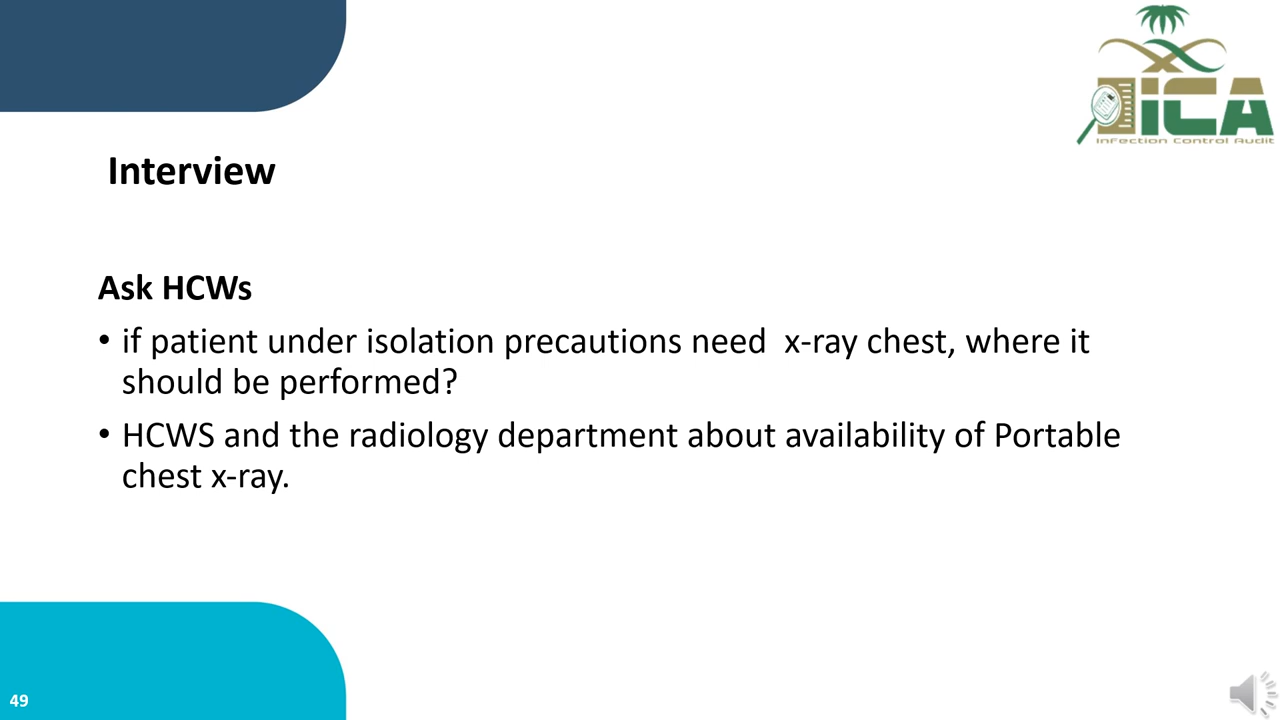 iCA
Infection Control Audit
Interview
Ask HCWs
• if patient under isolation precautions need  x-ray chest, where it
should be performed?
• HCWS and the radiology department about availability of Portable
chest x-ray.
49